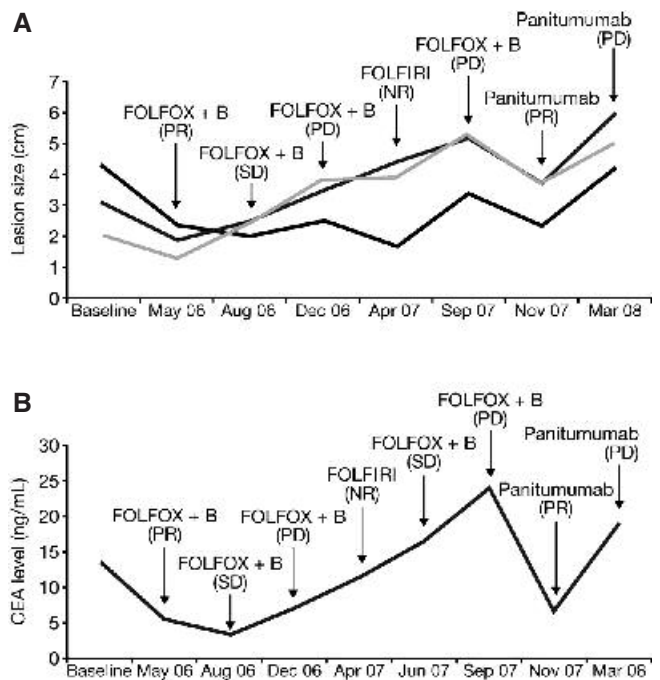 A
Panitumumab
(PD)
FOLFOX + B
(PD)
FOLFIRI
(NR)
Panitumumab
(PR)
FOLFOX + B
(PR)
FOLFOX + B
(PD)
FOLFOX + B
(SD)
Lesion size (cm)
7
6
5
4
3
2
1
0
Baseline May 06 Aug 06 Dec 06 Apr 07 Sep 07 Nov 07 Mar 08
B
FOLFOX + B
(PD)
FOLFOX + B
(SD)
Panitumumab
(PD)
FOLFIRI
(NR)
Panitumumab
(PR)
FOLFOX + B
(PR)
FOLFOX + B
(PD)
FOLFOX + B
(SD)
CEA level (ng/mL)
30
25
20
15
10
5
0
Baseline May 06 Aug 06 Dec 06 Apr 07 Jun 07 Sep 07 Nov 07 Mar 08